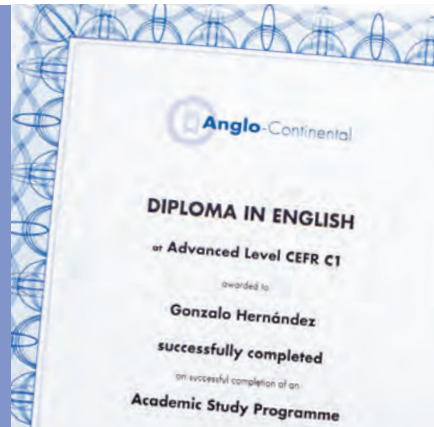 Anglo-Continental
DIPLOMA IN ENGLISH
at Advanced Level CEFR C1
awarded to
Gonzalo Hernández
successfully completed
on successful completion of an
Academic Study Programme